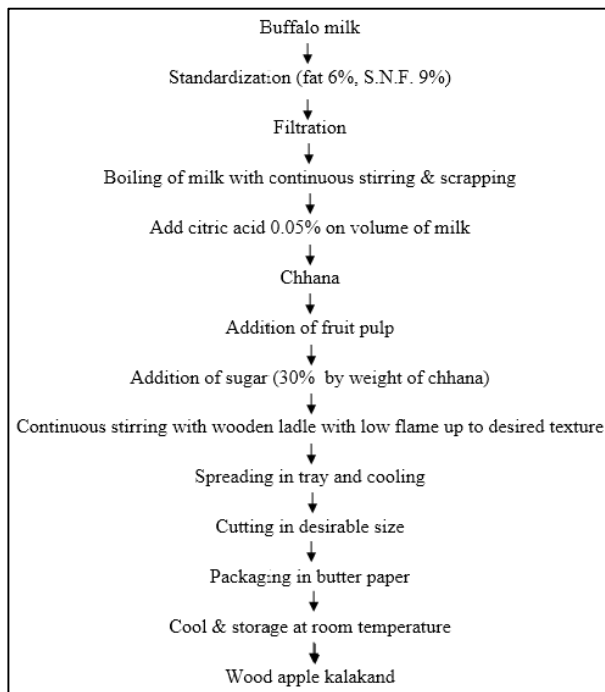 Buffalo milk
Standardization (fat 6%, S.N.F. 9%)
Filtration
Boiling of milk with continuous stirring & scrapping
Add citric acid 0.05% on volume of milk
Chhana
Addition of fruit pulp
Addition of sugar (30% by weight of chhana)
Continuous stirring with wooden ladle with low flame up to desired texture
Spreading in tray and cooling
Cutting in desirable size
Packaging in butter paper
Cool & storage at room temperature
Wood apple kalakand